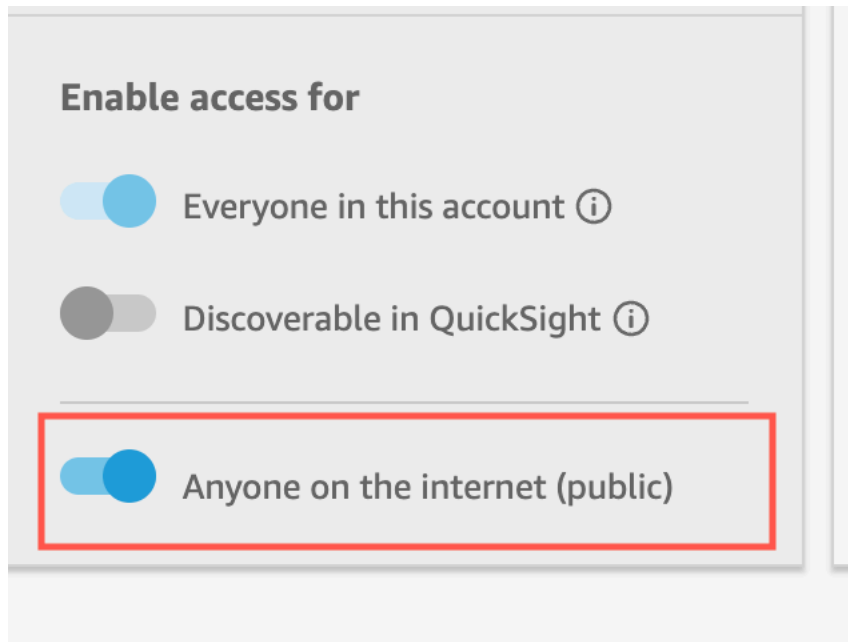 Enable access for
Everyone in this account
Discoverable in QuickSight
Anyone on the internet (public)